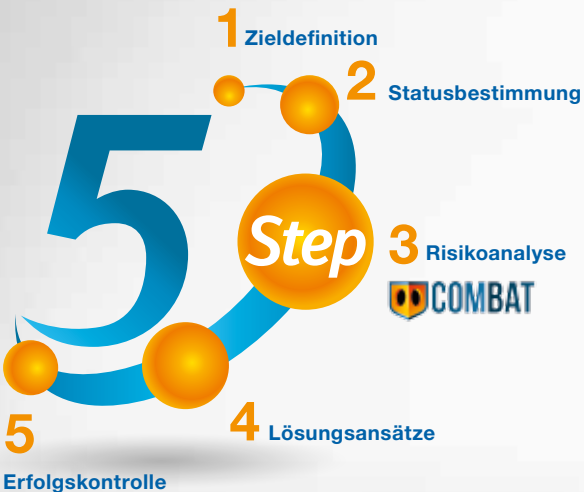 1 Zieldefinition
2 Statusbestimmung
5 Step
3 Risikoanalyse
COMBAT
4 Lösungsansätze
5
Erfolgskontrolle